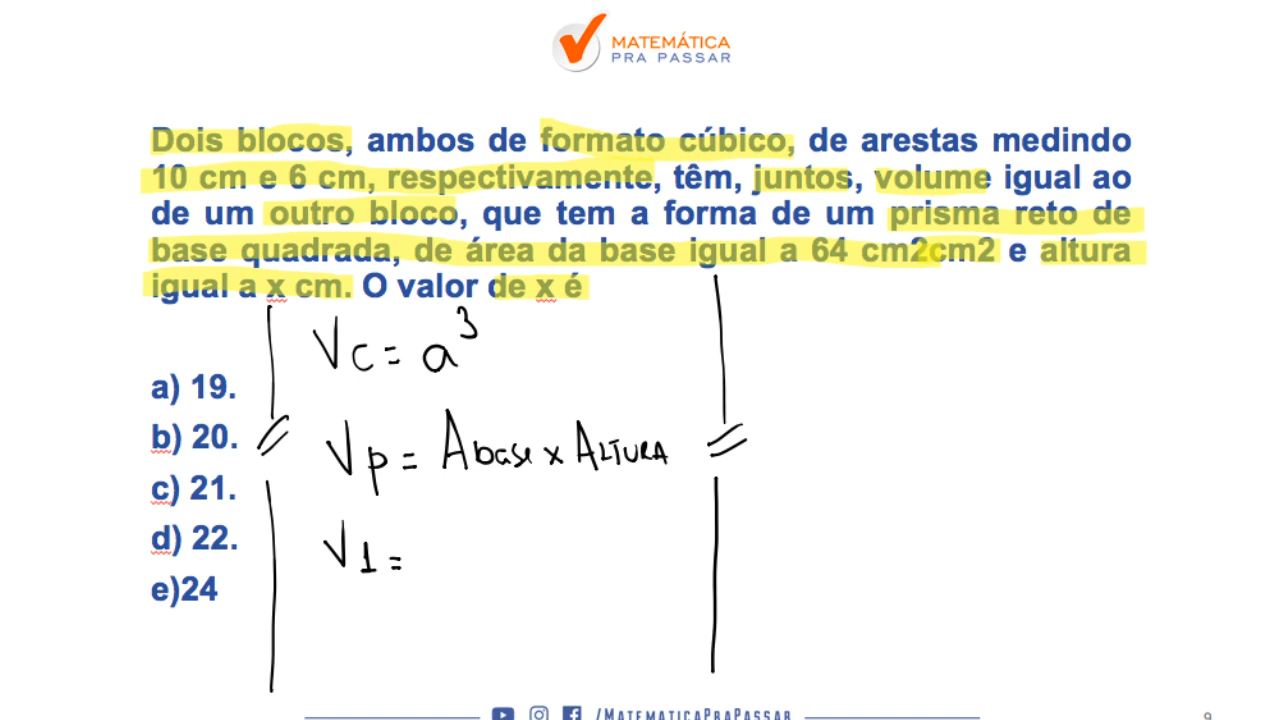 MATEMÁTICA
PRA PASSAR
Dois blocos, ambos de formato cúbico, de arestas medindo
10 cm e 6 cm, respectivamente, têm, juntos, volume igual ao
de um outro bloco, que tem a forma de um prisma reto de
base quadrada, de área da base igual a 64 cm2cm2 e altura
igual a x cm. O valor de x é
Vc = a³
a) 19.
b) 20.
Vp = Abase x ALTURA
c) 21.
d) 22.
V1 =
e)24
/MATEMATICAPRAPASSAR
9